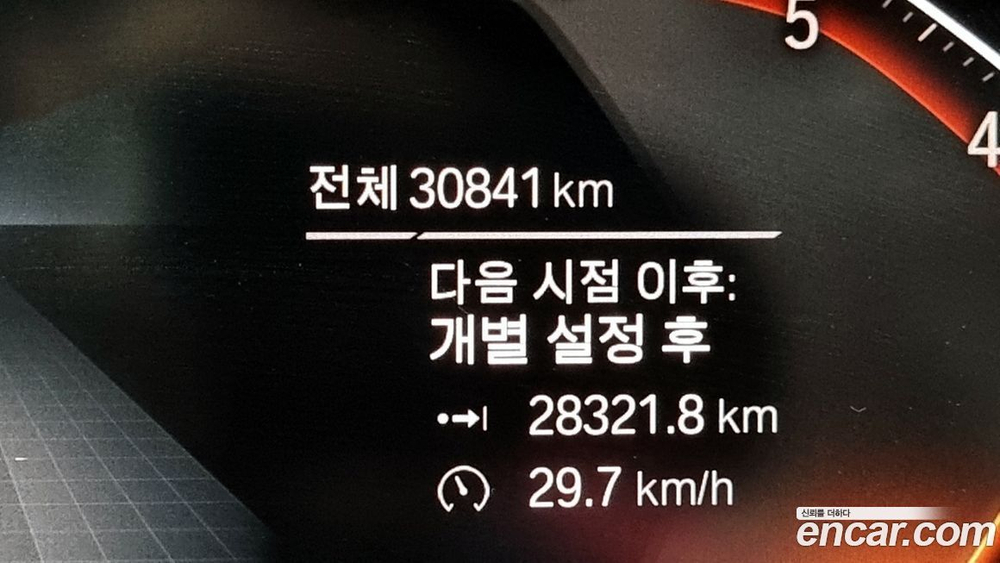 5
4
전체 30841 km
다음 시점 이후:
개별 설정 후
28321.8 km
29.7 km/h
신뢰를 더하다
encar.com